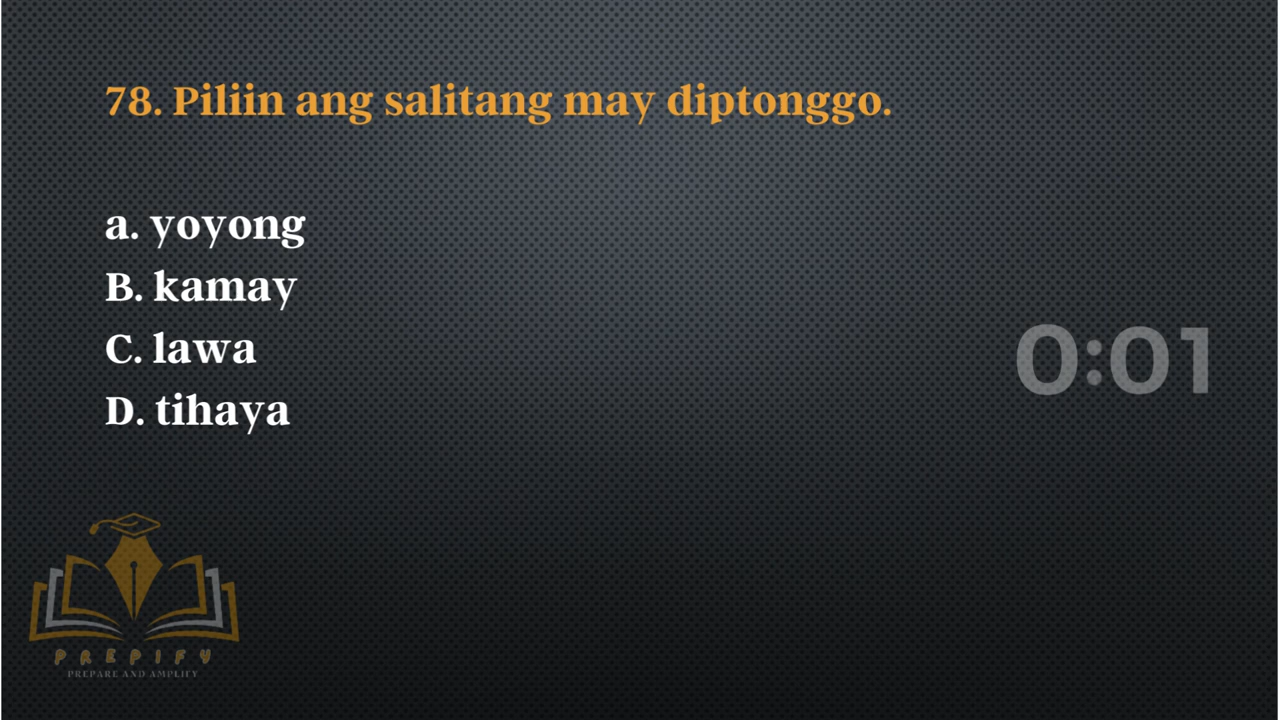 78. Piliin ang salitang may diptonggo.
a. yoyong
B. kamay
C. lawa
D. tihaya
0:01
PREPIFY
PREPARE AND AMPLIFY